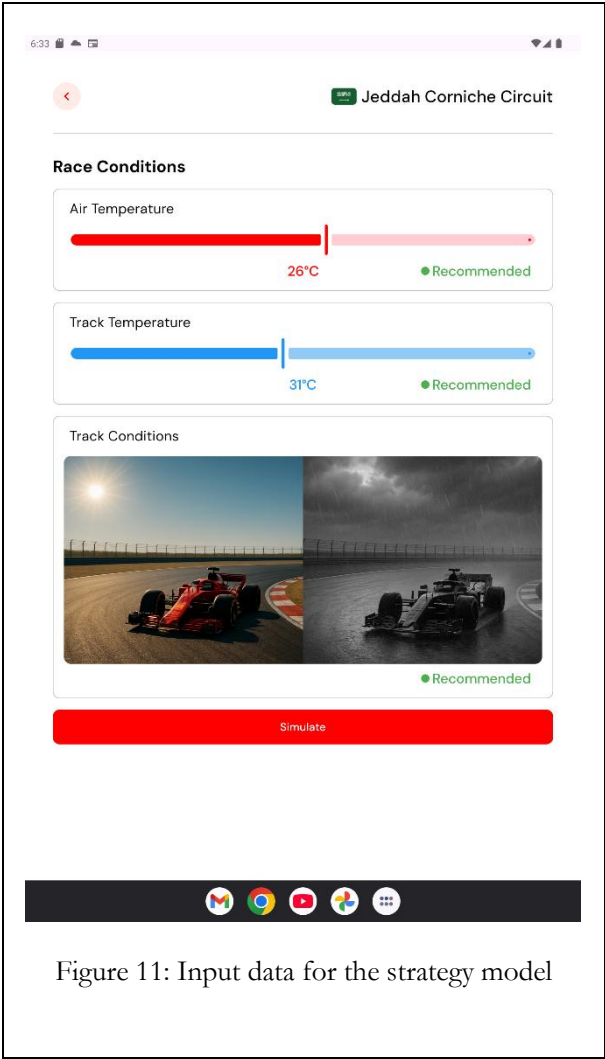 6:33
Jeddah Corniche Circuit
Race Conditions
Air Temperature
26°C
Recommended
Track Temperature
31°C
Recommended
Track Conditions
Recommended
Simulate
Figure 11: Input data for the strategy model